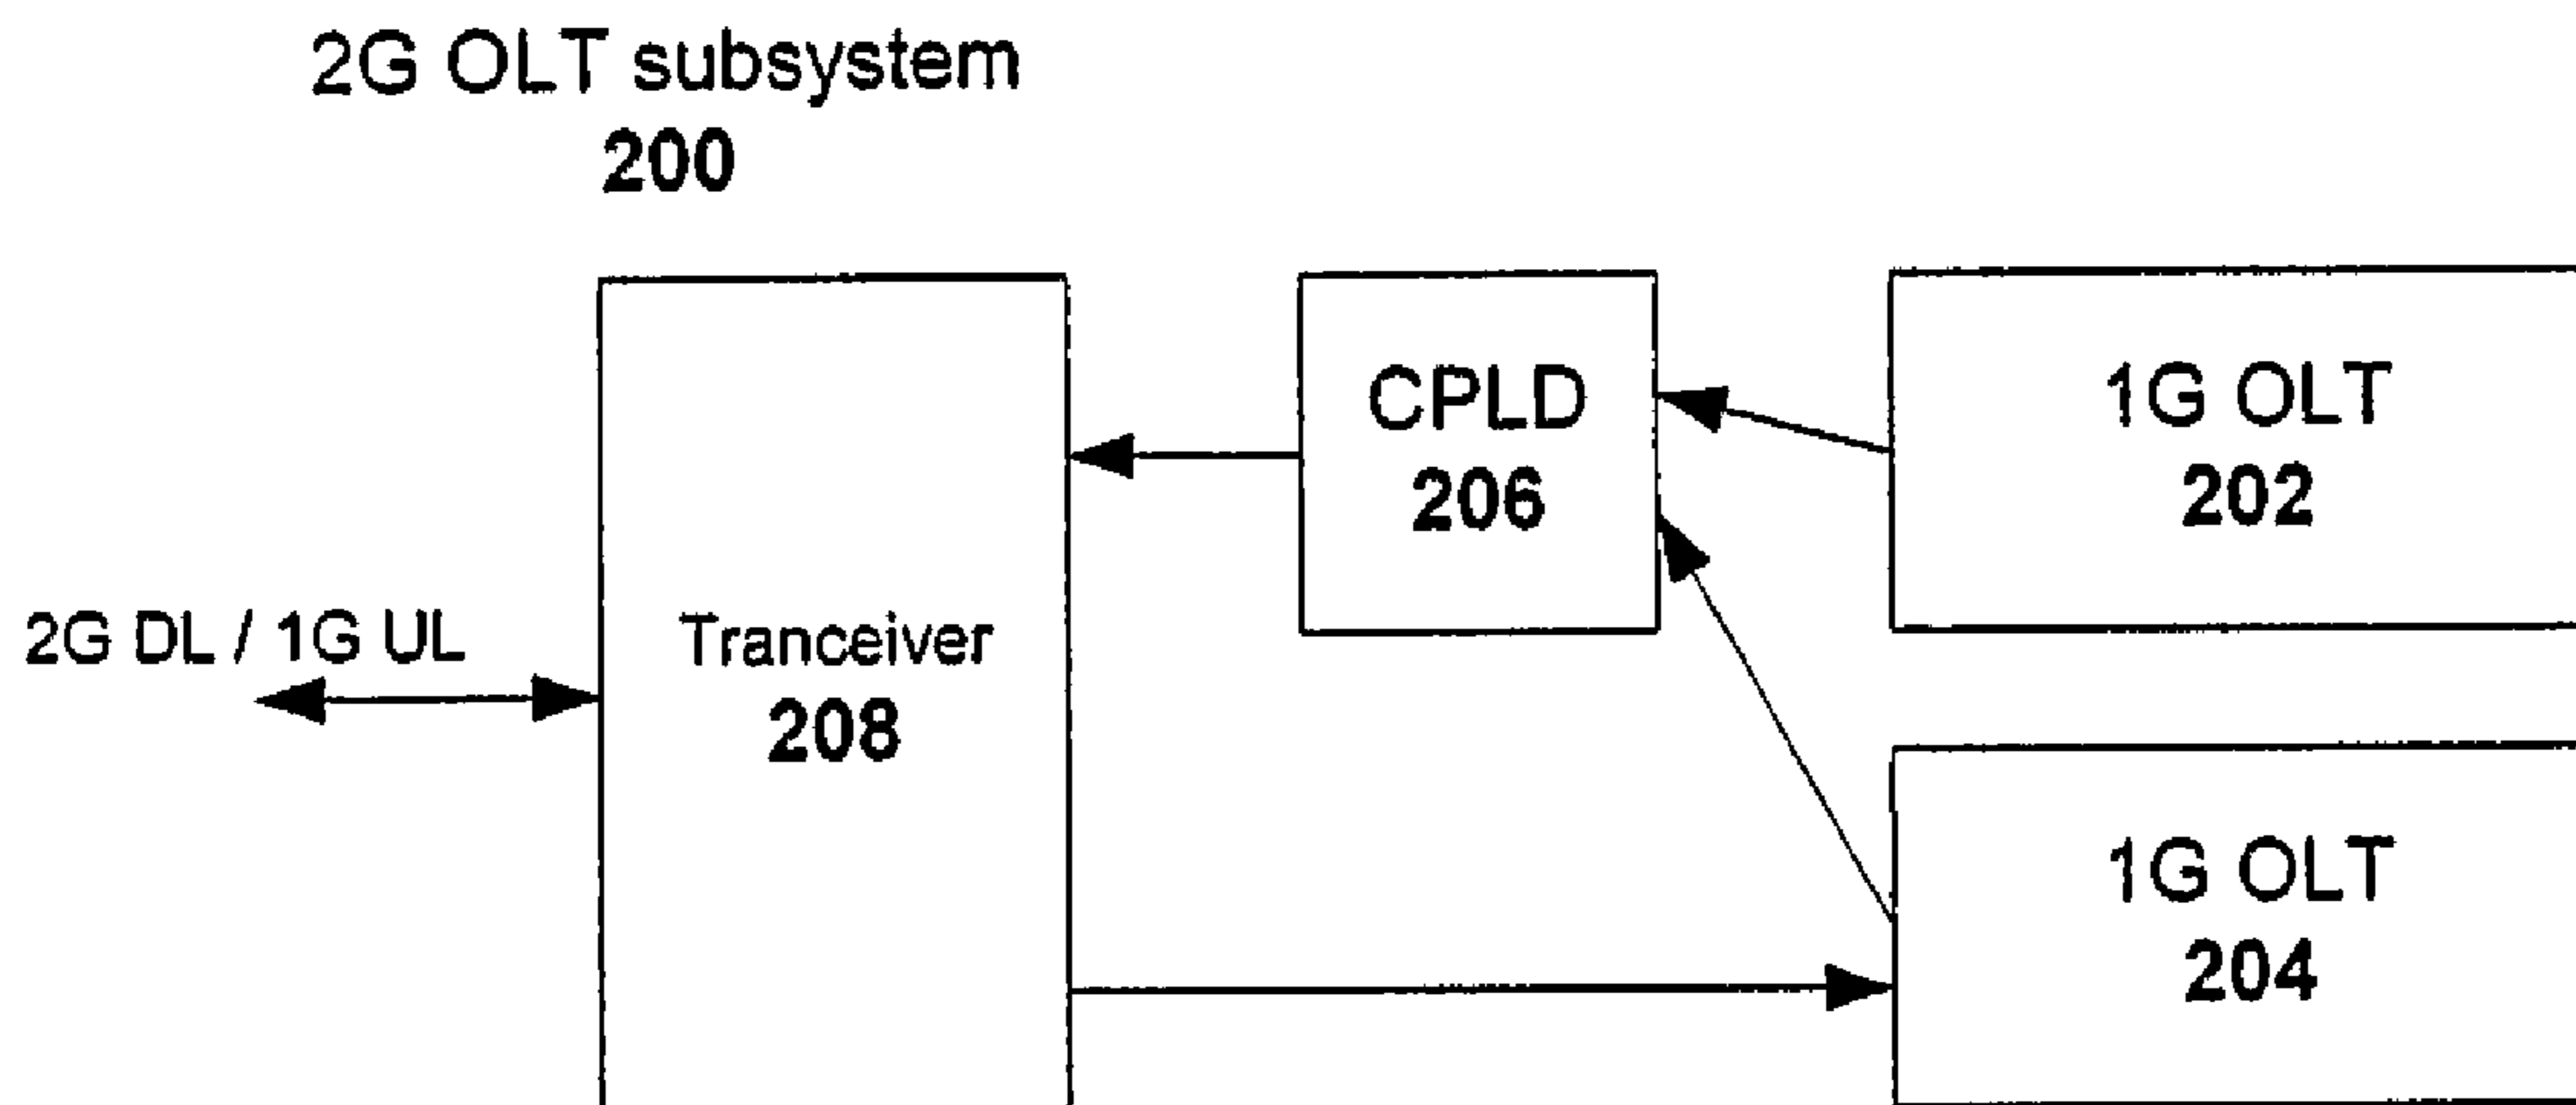 2G OLT subsystem
200
CPLD
206
1G OLT
202
2G DL / 1G UL
Tranceiver
208
1G OLT
204